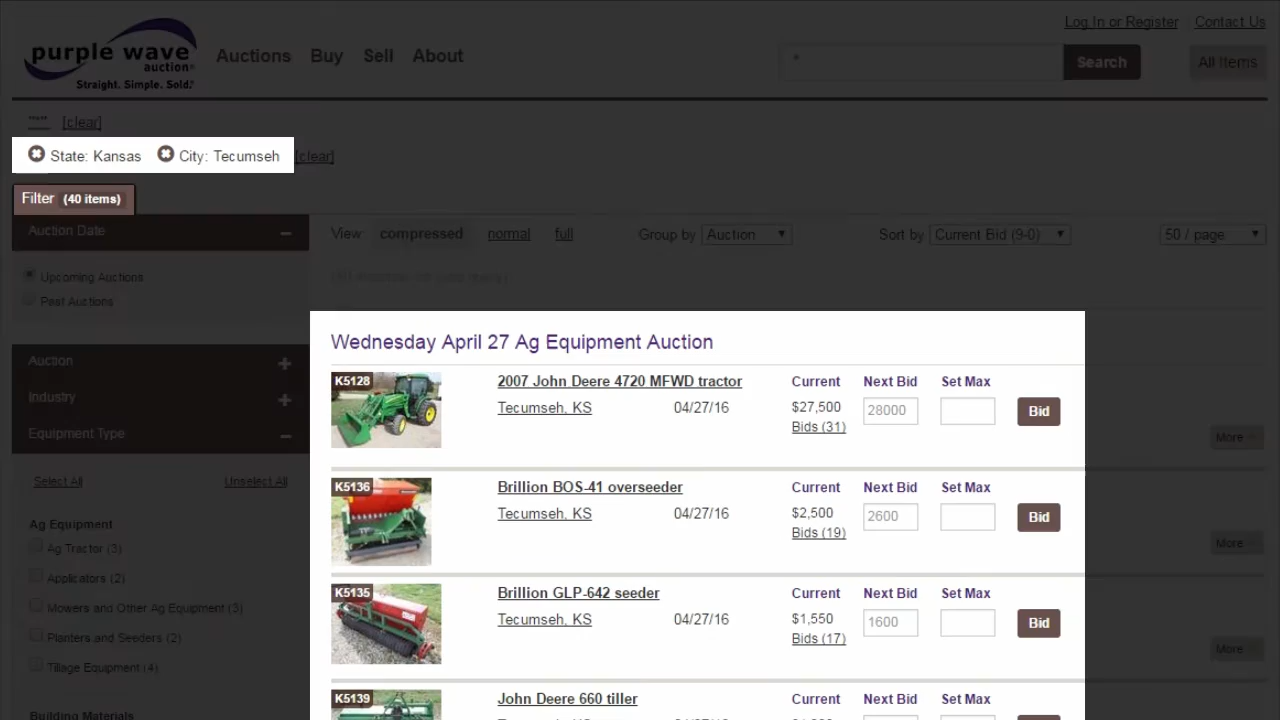 Log In or Register Contact Us
purple wave
auction
Straight. Simple. Sold.
Auctions Buy Sell About
*
Search
All Items
"*" [clear]
State: Kansas City: Tecumseh [clear]
Filter (40 items)
Auction Date
View: compressed normal full Group by Auction Sort by Current Bid (9-0) 50 / page
Upcoming Auctions
Past Auctions
Wednesday April 27 Ag Equipment Auction
Auction
Industry
Equipment Type
K5128
2007 John Deere 4720 MFWD tractor
Current Next Bid Set Max
Tecumseh, KS 04/27/16 $27,500 28000 Bid
Bids (31)
More
Select All Unselect All
K5136
Brillion BOS-41 overseeder
Current Next Bid Set Max
Tecumseh, KS 04/27/16 $2,500 2600 Bid
Bids (19)
More
Ag Equipment
Ag Tractor (3)
Applicators (2)
Mowers and Other Ag Equipment (3)
Planters and Seeders (2)
Tillage Equipment (4)
K5135
Brillion GLP-642 seeder
Current Next Bid Set Max
Tecumseh, KS 04/27/16 $1,550 1600 Bid
Bids (17)
More
K5139
John Deere 660 tiller
Current Next Bid Set Max
Building Materials